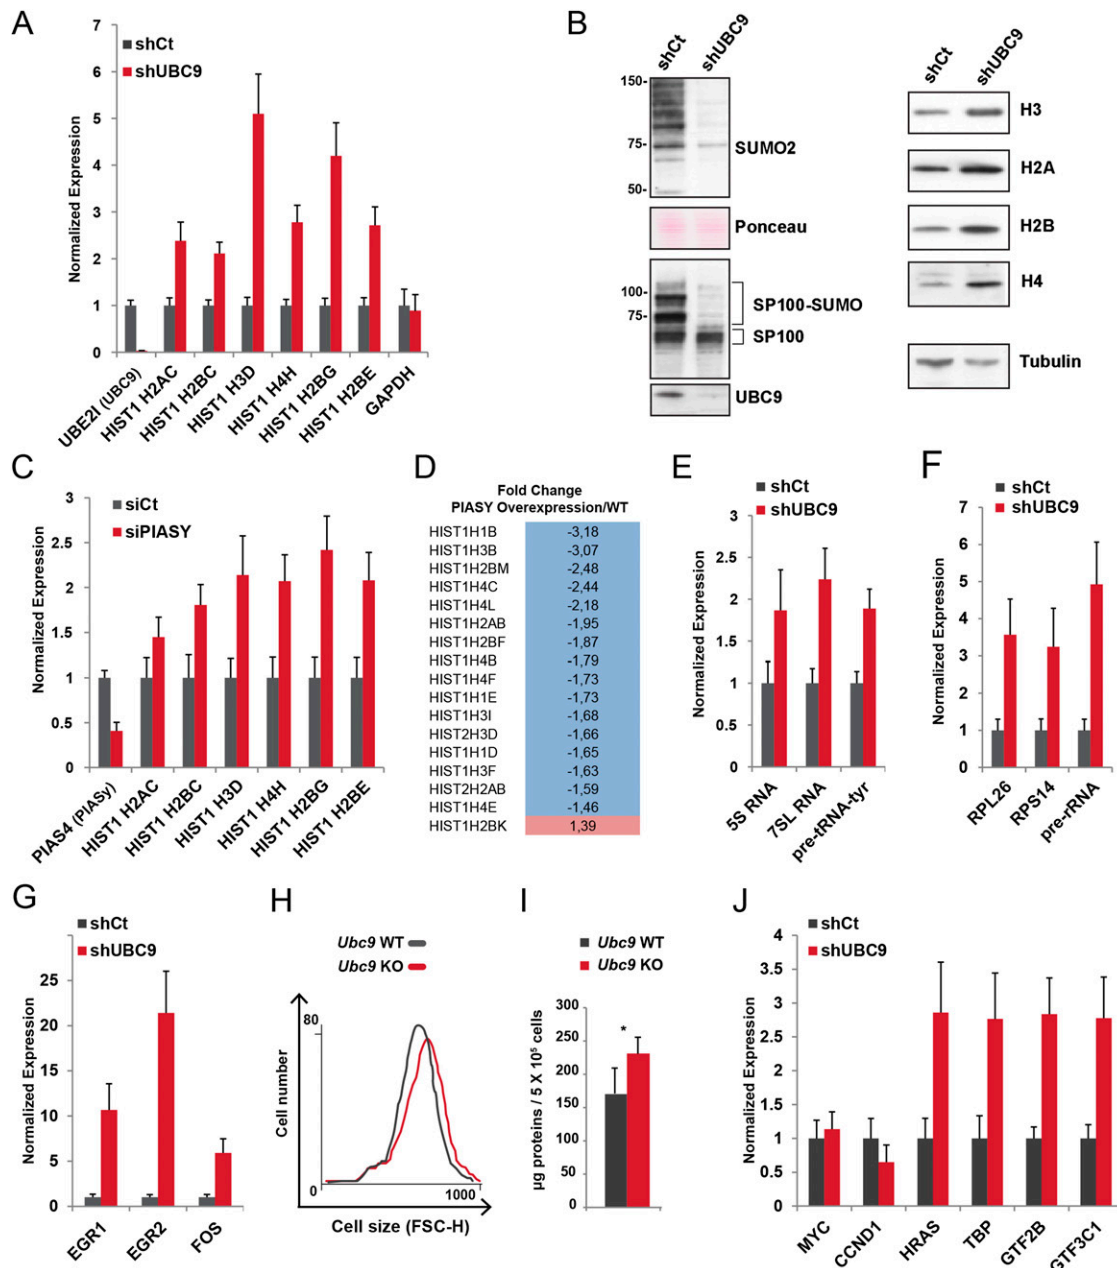 A
7
6
5
4
3
2
1
0
Normalized Expression
shCt
shUBC9
UBE2I (UBC9)
HIST1 H2AC
HIST1 H2BC
HIST1 H3D
HIST1 H4H
HIST1 H2BG
HIST1 H2BE
GAPDH
B
shCt
shUBC9
150-
75-
50-
SUMO2
Ponceau
100-
75-
SP100-SUMO
SP100
UBC9
shCt
shUBC9
H3
H2A
H2B
H4
Tubulin
C
3
2.5
2
1.5
1
0.5
0
Normalized Expression
siCt
siPIASY
PIAS4 (PIASy)
HIST1 H2AC
HIST1 H2BC
HIST1 H3D
HIST1 H4H
HIST1 H2BG
HIST1 H2BE
D
Fold Change
PIASY Overexpression/WT
HIST1H1B -3,18
HIST1H3B -3,07
HIST1H2BM -2,48
HIST1H4C -2,44
HIST1H4L -2,18
HIST1H2AB -1,95
HIST1H2BF -1,87
HIST1H4B -1,79
HIST1H4F -1,73
HIST1H1E -1,73
HIST1H3I -1,68
HIST2H3D -1,66
HIST1H1D -1,65
HIST1H3F -1,63
HIST2H2AB -1,59
HIST1H4E -1,46
HIST1H2BK 1,39
E
shCt
shUBC9
3
2.5
2
1.5
1
0.5
0
Normalized Expression
5S RNA
7SL RNA
pre-tRNA-tyr
F
shCt
shUBC9
7
6
5
4
3
2
1
0
Normalized Expression
RPL26
RPS14
pre-rRNA
G
shCt
shUBC9
25
20
15
10
5
0
Normalized Expression
EGR1
EGR2
FOS
H
Ubc9 WT
Ubc9 KO
80
0
1000
Cell number
Cell size (FSC-H)
I
Ubc9 WT
Ubc9 KO
300
250
200
150
100
50
0
*
µg proteins / 5 X 10⁵ cells
J
shCt
shUBC9
4
3.5
3
2.5
2
1.5
1
0.5
0
Normalized Expression
MYC
CCND1
HRAS
TBP
GTF2B
GTF3C1